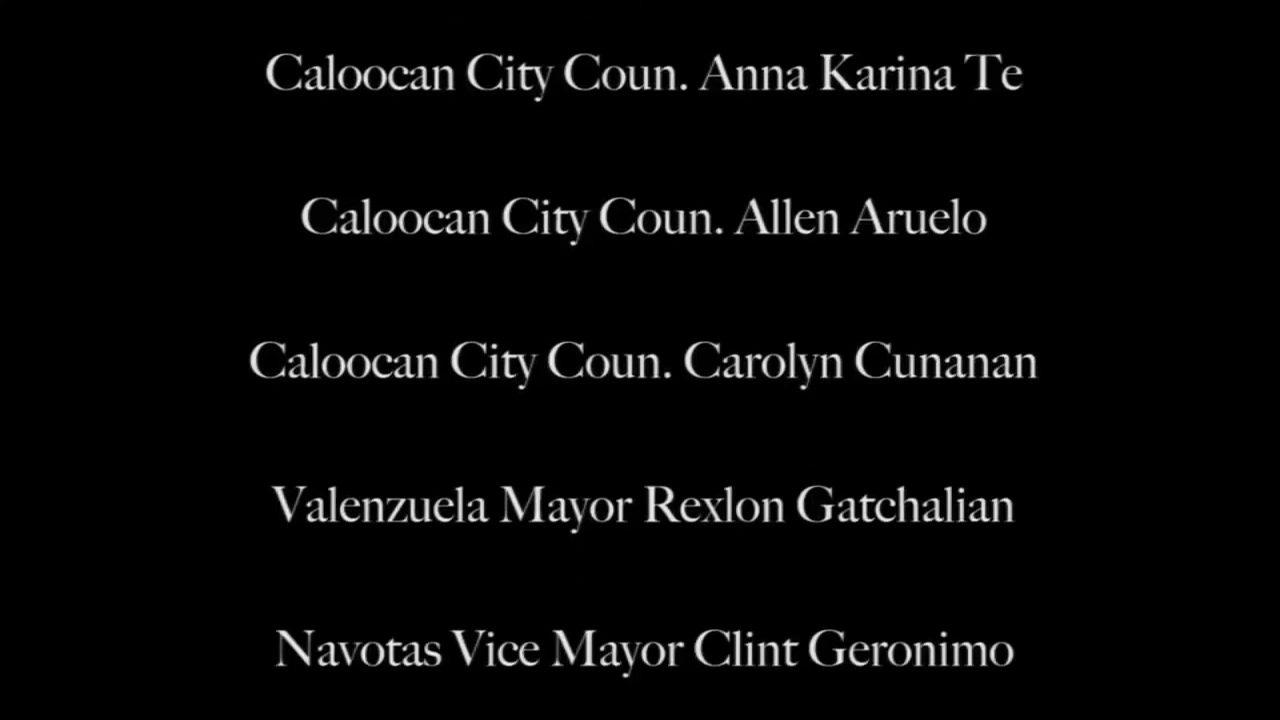 Caloocan City Coun. Anna Karina Te
Caloocan City Coun. Allen Aruelo
Caloocan City Coun. Carolyn Cunanan
Valenzuela Mayor Rexlon Gatchalian
Navotas Vice Mayor Clint Geronimo